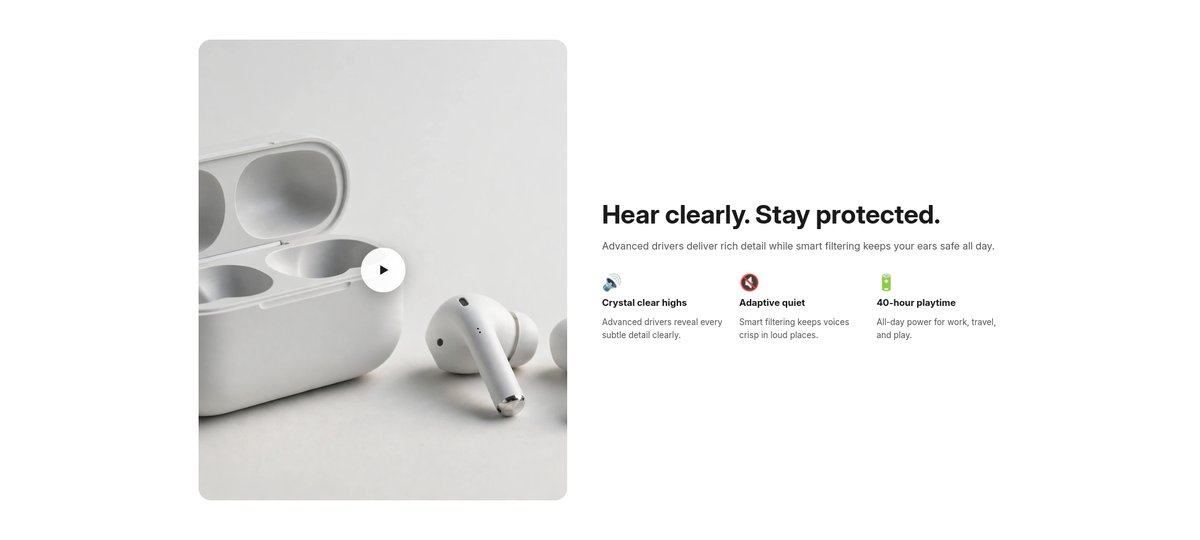 Hear clearly. Stay protected.
Advanced drivers deliver rich detail while smart filtering keeps your ears safe all day.
Crystal clear highs
Advanced drivers reveal every
subtle detail clearly.
Adaptive quiet
Smart filtering keeps voices
crisp in loud places.
40-hour playtime
All-day power for work, travel,
and play.